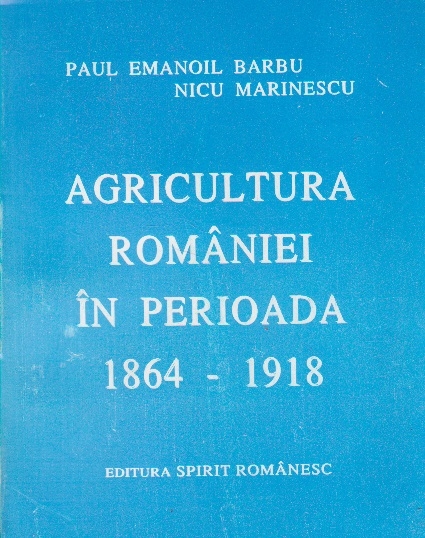 PAUL EMANOIL BARBU
NICU MARINESCU
AGRICULTURA
ROMÂNIEI
ÎN PERIOADA
1864 - 1918
EDITURA SPIRIT ROMÂNESC